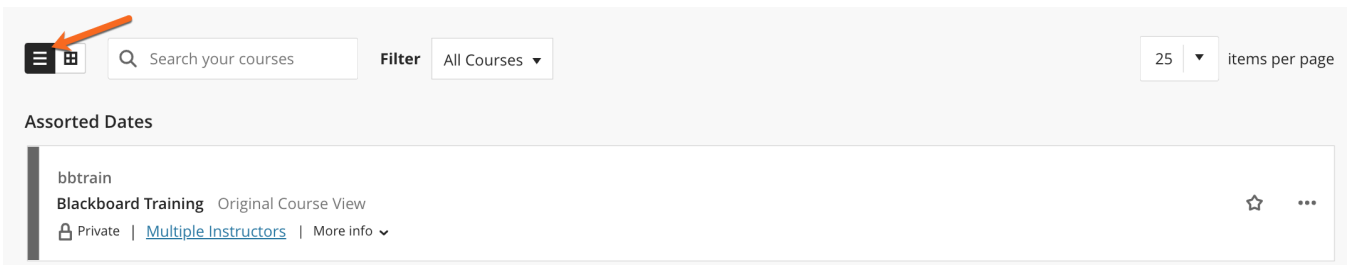 Search your courses Filter All Courses 25 items per page
Assorted Dates
bbtrain
Blackboard Training Original Course View
Private | Multiple Instructors | More info